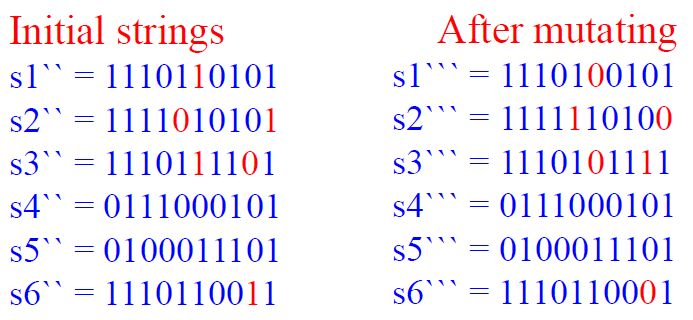 Initial strings After mutating
s1`` = 1110110101 s1``` = 1110100101
s2`` = 1111010101 s2``` = 1111110100
s3`` = 1110111101 s3``` = 1110101111
s4`` = 0111000101 s4``` = 0111000101
s5`` = 0100011101 s5``` = 0100011101
s6`` = 1110110011 s6``` = 1110110001